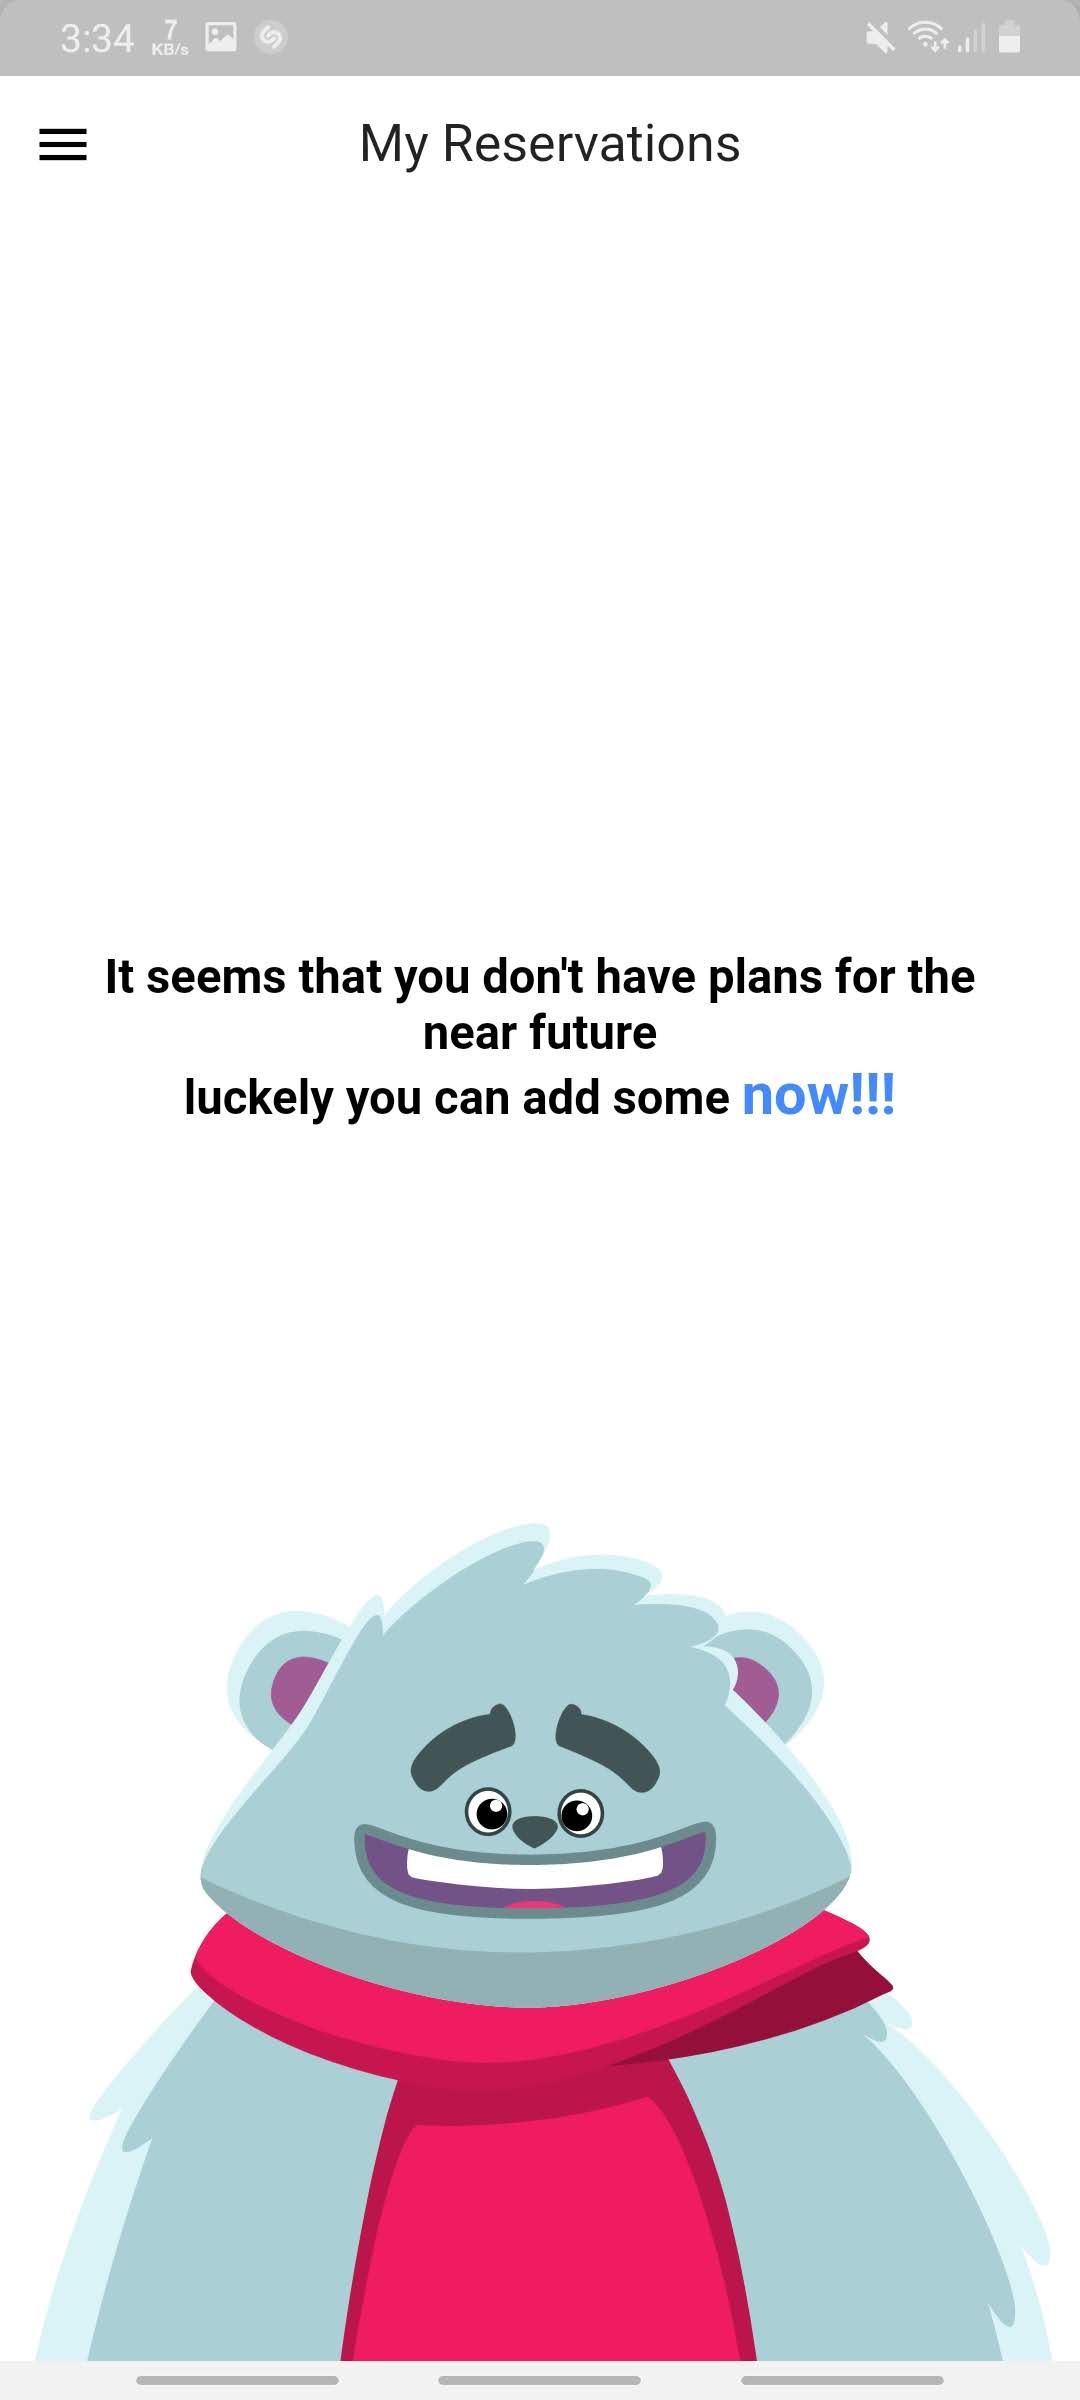 3:34 7 KB/s
My Reservations
It seems that you don't have plans for the
near future
luckely you can add some now!!!